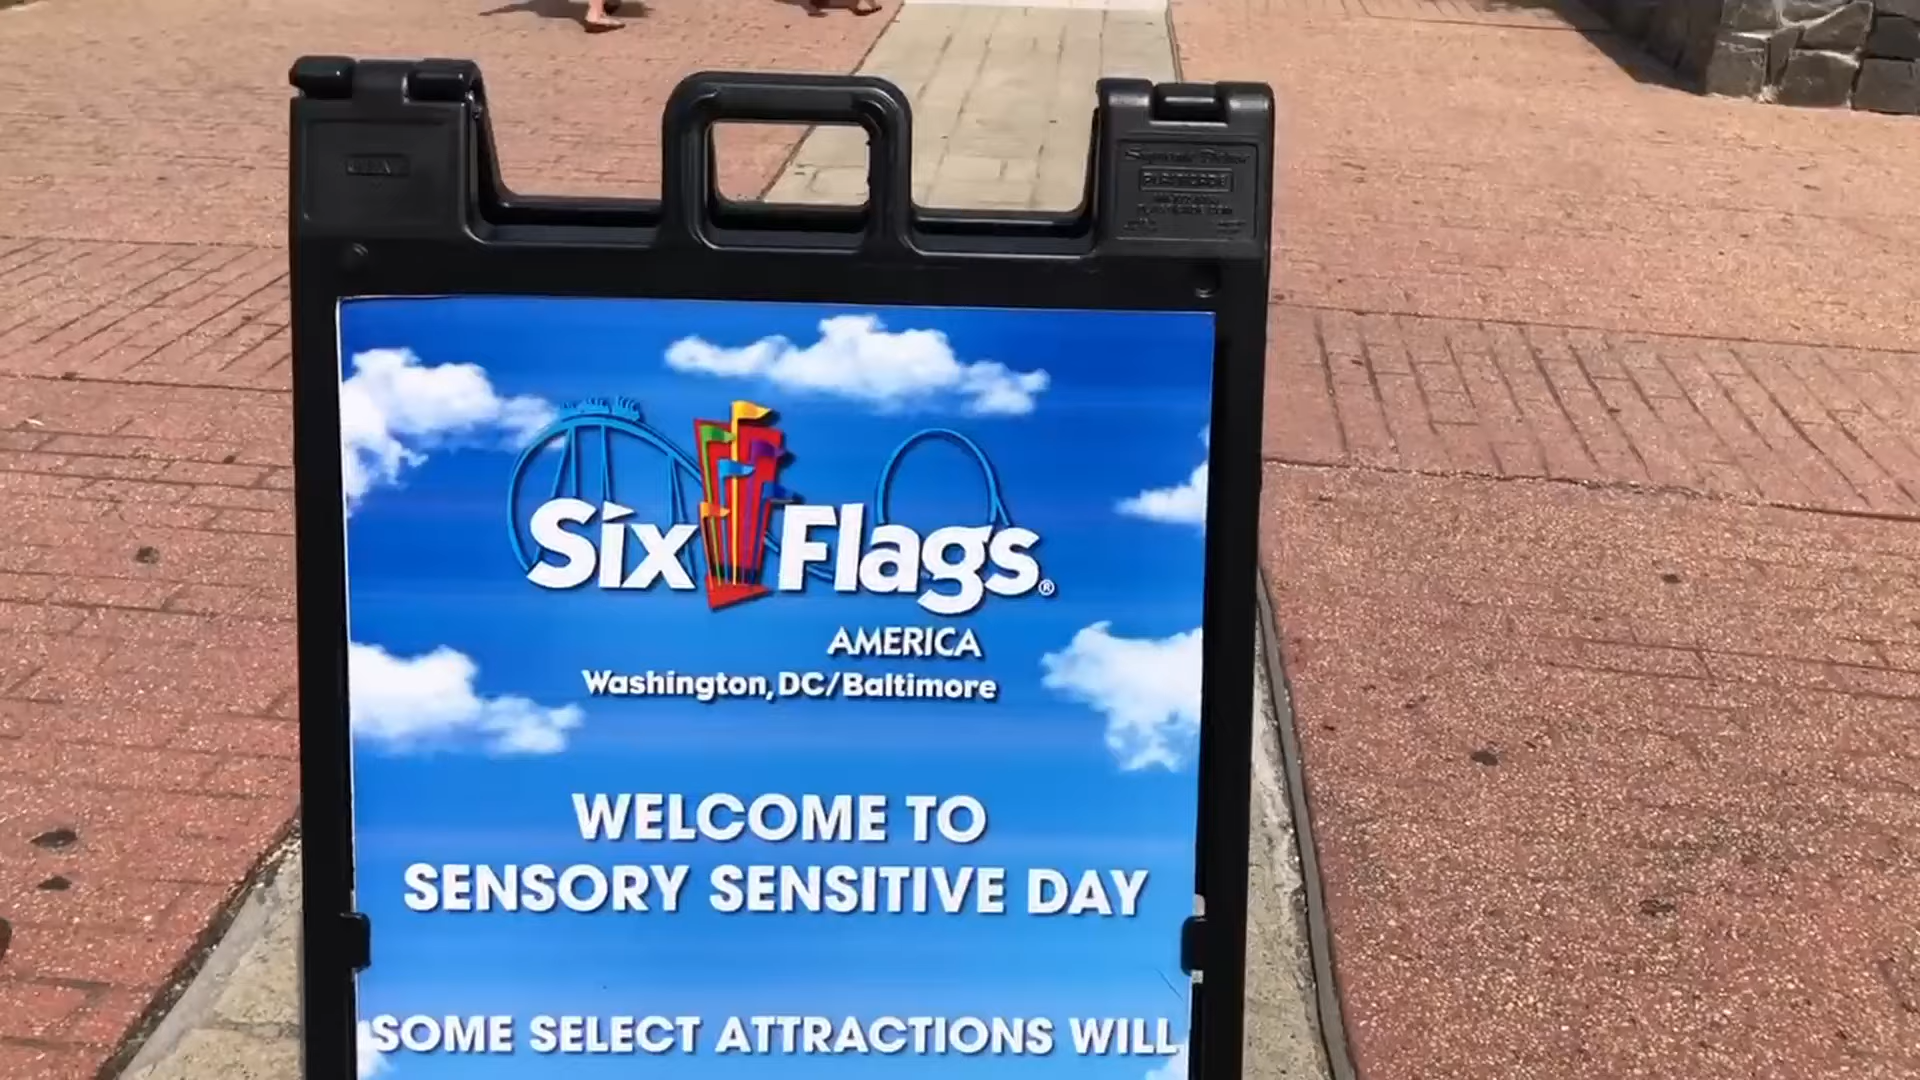 Six Flags®
AMERICA
Washington, DC/Baltimore
WELCOME TO
SENSORY SENSITIVE DAY
SOME SELECT ATTRACTIONS WILL